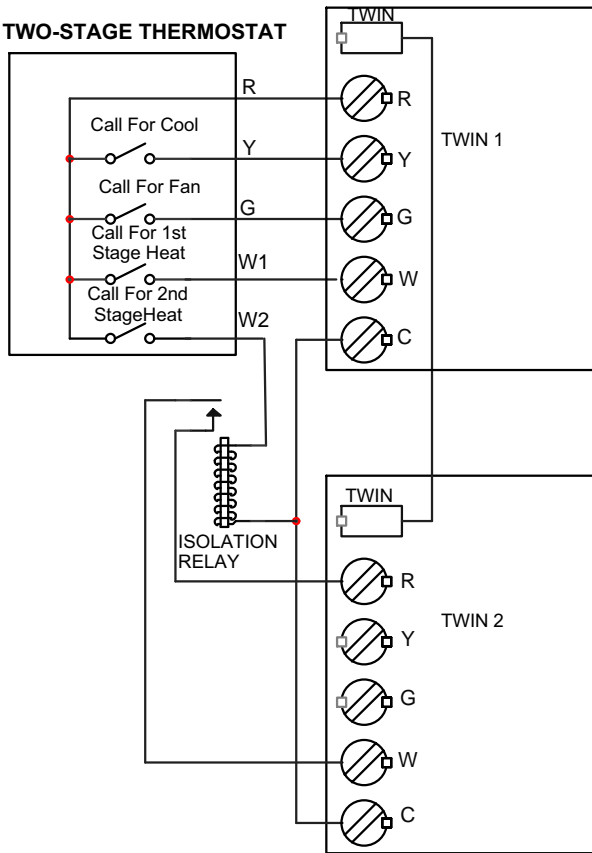 TWO-STAGE THERMOSTAT
Call For Cool
Call For Fan
Call For 1st
Stage Heat
Call For 2nd
StageHeat
R
Y
G
W1
W2
TWIN
R
Y
G
W
C
TWIN 1
ISOLATION
RELAY
TWIN
R
Y
G
W
C
TWIN 2